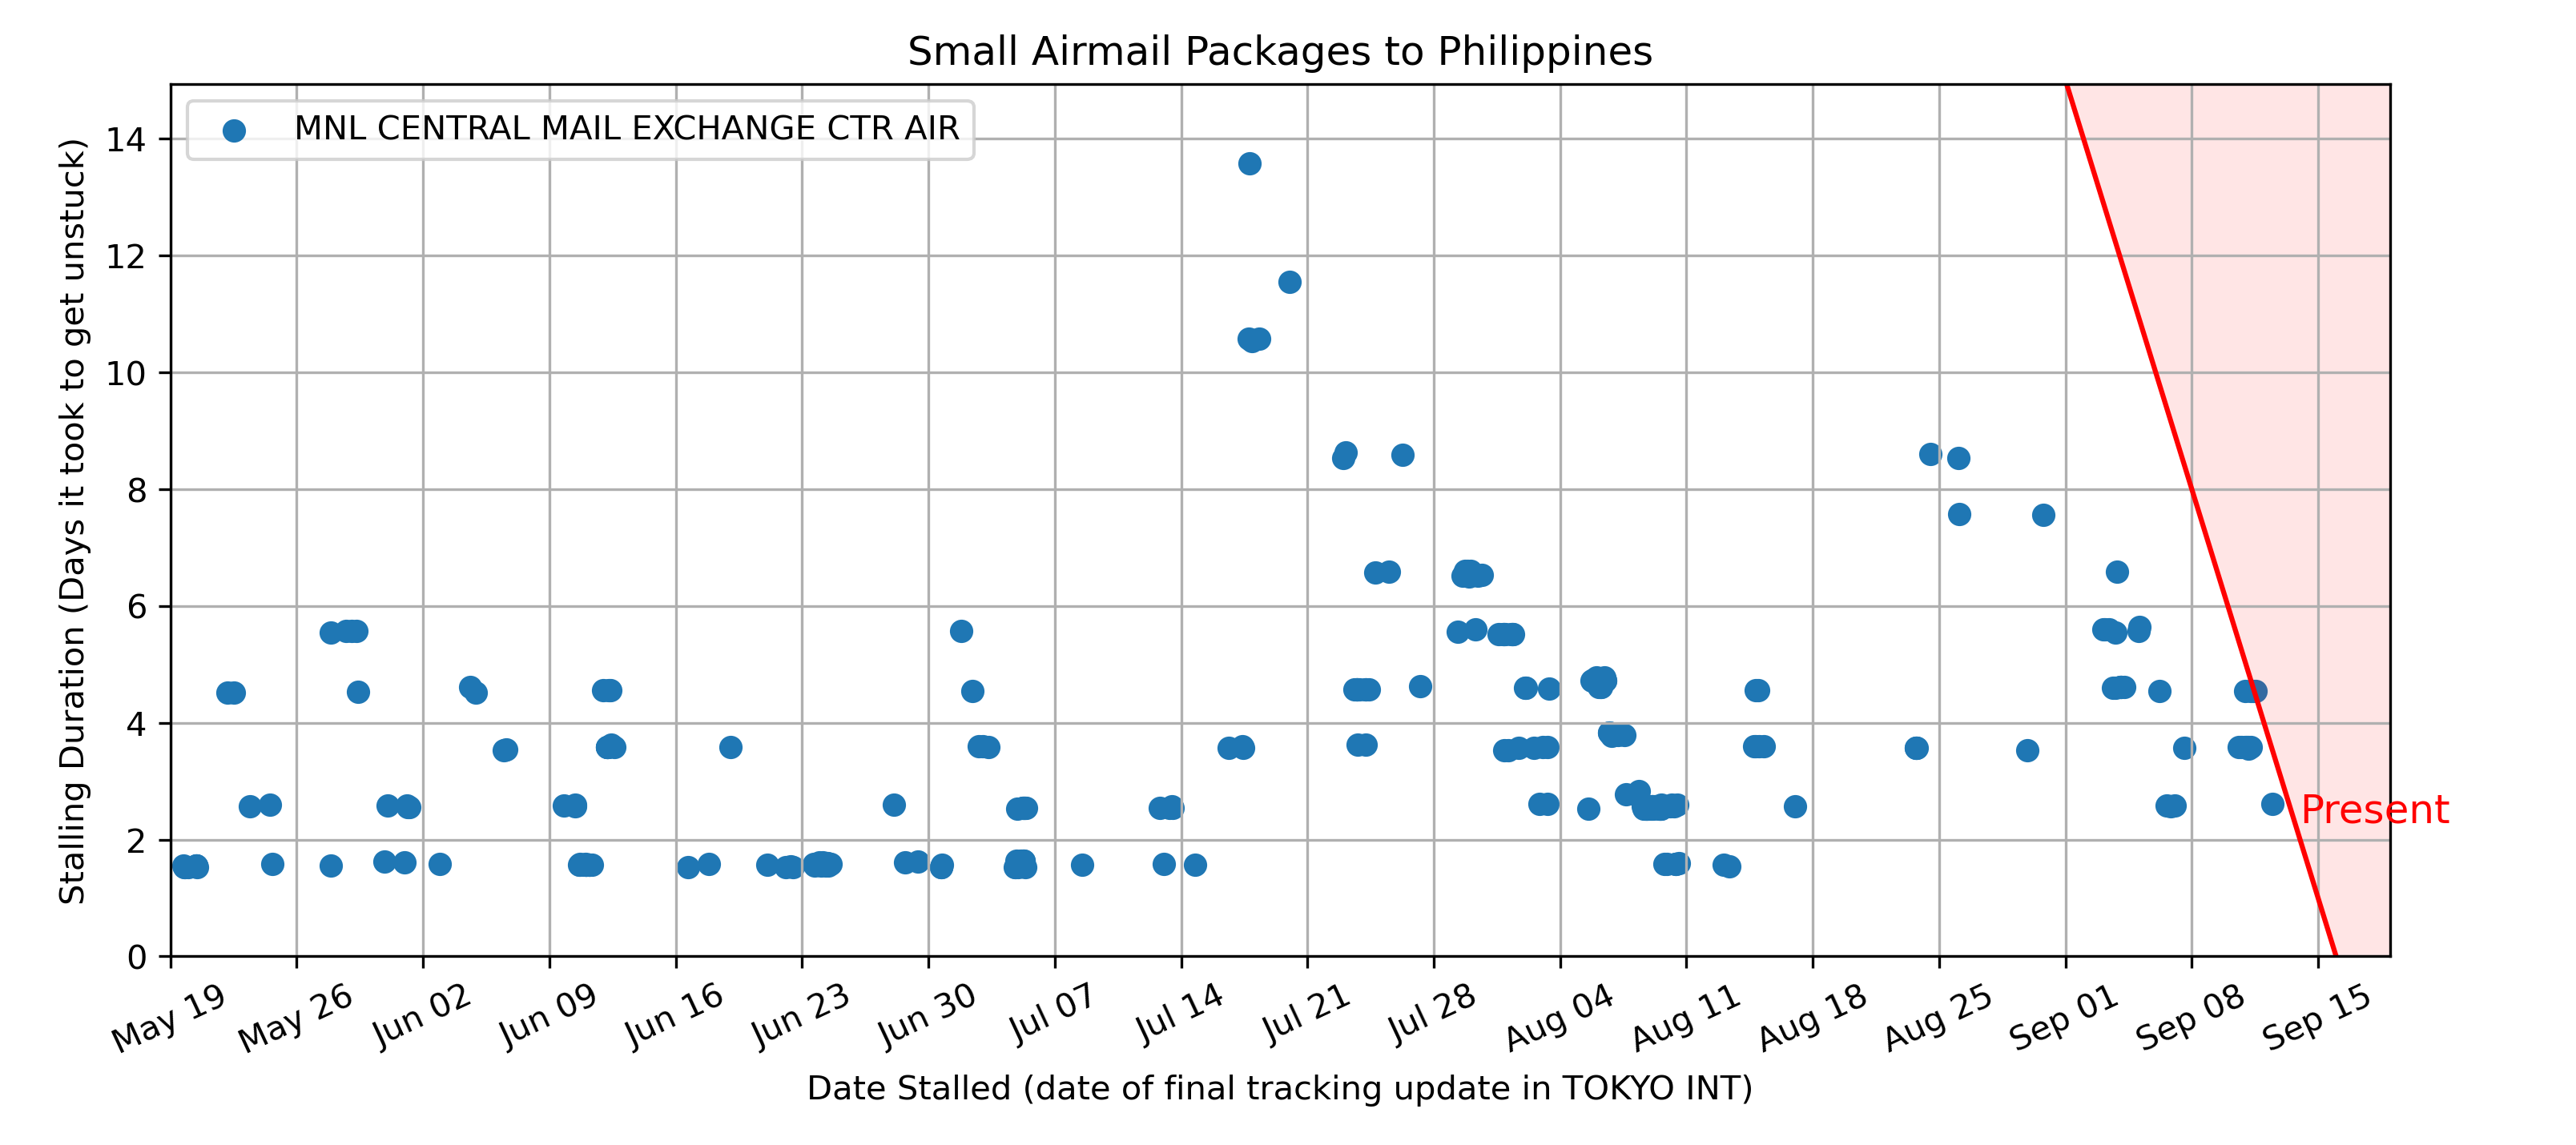 Small Airmail Packages to Philippines
MNL CENTRAL MAIL EXCHANGE CTR AIR
Stalling Duration (Days it took to get unstuck)
14
12
10
8
6
4
2
0
Present
May 19
May 26
Jun 02
Jun 09
Jun 16
Jun 23
Jun 30
Jul 07
Jul 14
Jul 21
Jul 28
Aug 04
Aug 11
Aug 18
Aug 25
Sep 01
Sep 08
Sep 15
Date Stalled (date of final tracking update in TOKYO INT)